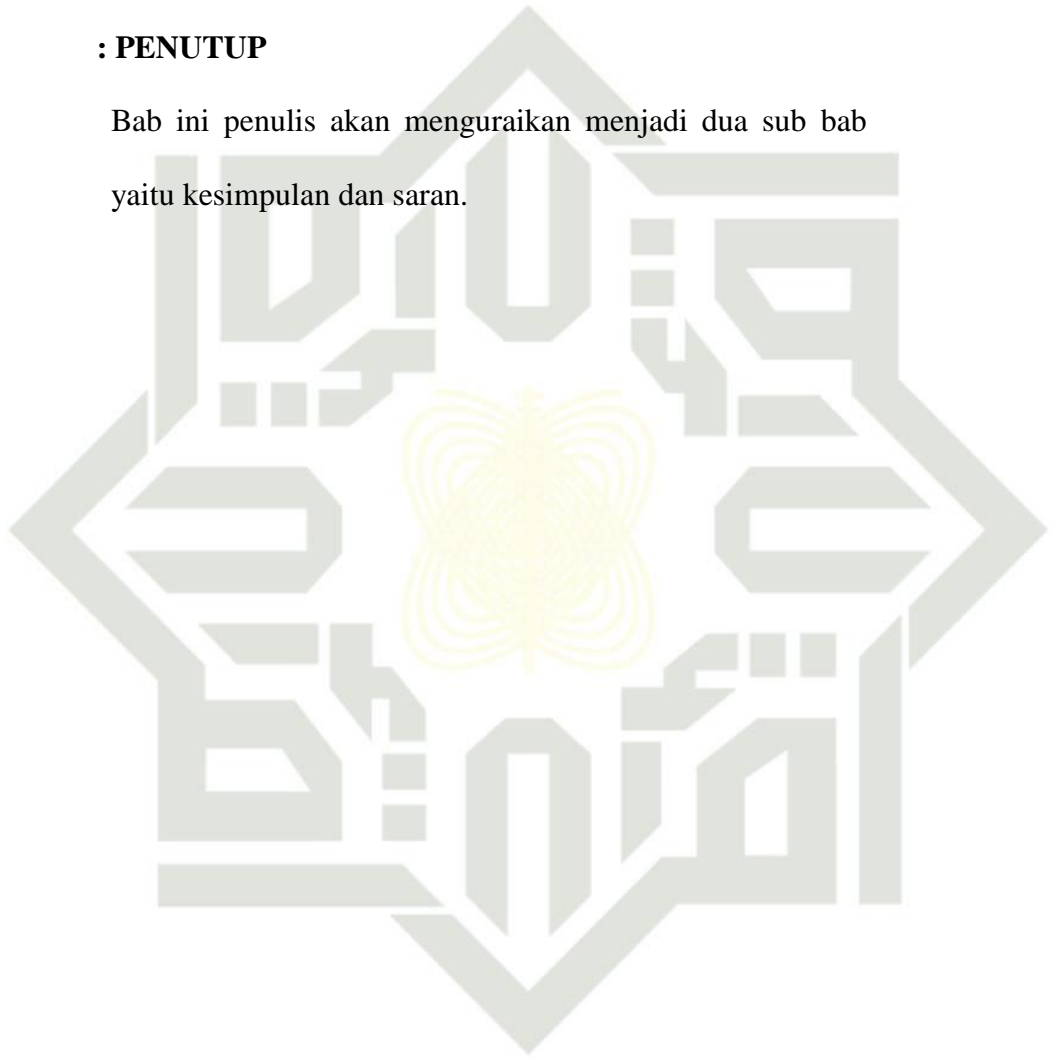 : PENUTUP
Bab ini penulis akan menguraikan menjadi dua sub bab
yaitu kesimpulan dan saran.